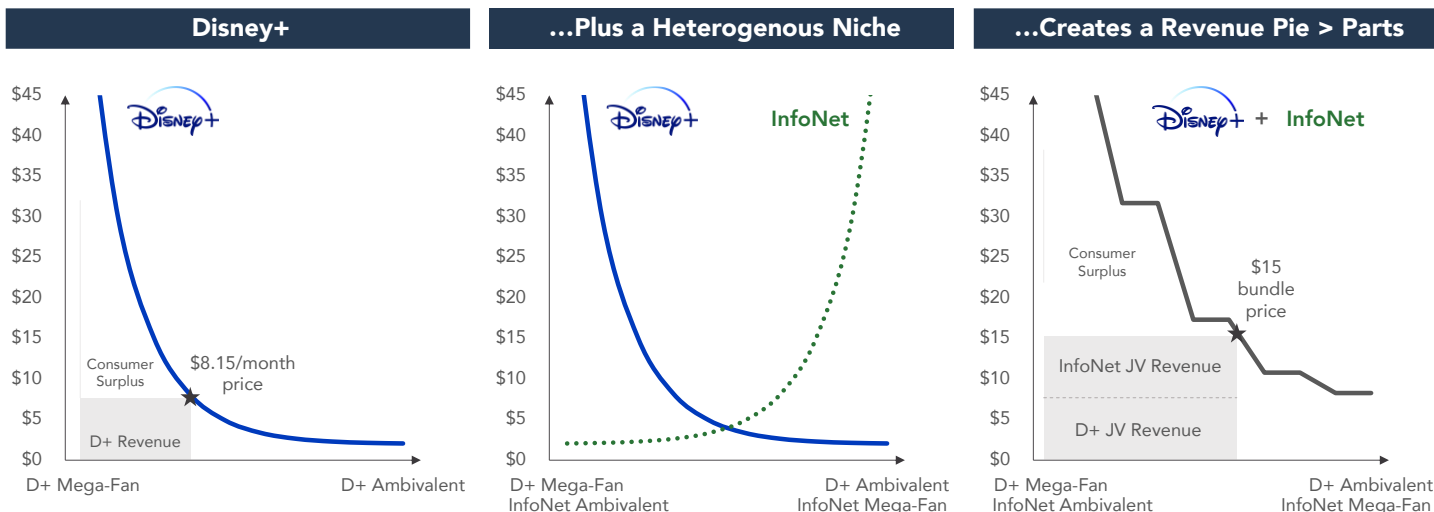 Disney+
...Plus a Heterogenous Niche
...Creates a Revenue Pie > Parts
$45
$40
$35
$30
$25
$20
$15
$10
$5
$0
Disney+
Consumer
Surplus
$8.15/month
price
D+ Revenue
D+ Mega-Fan
D+ Ambivalent
$45
$40
$35
$30
$25
$20
$15
$10
$5
$0
Disney+
InfoNet
D+ Mega-Fan
InfoNet Ambivalent
D+ Ambivalent
InfoNet Mega-Fan
$45
$40
$35
$30
$25
$20
$15
$10
$5
$0
Disney+ + InfoNet
Consumer
Surplus
$15
bundle
price
InfoNet JV Revenue
D+ JV Revenue
D+ Mega-Fan
InfoNet Ambivalent
D+ Ambivalent
InfoNet Mega-Fan